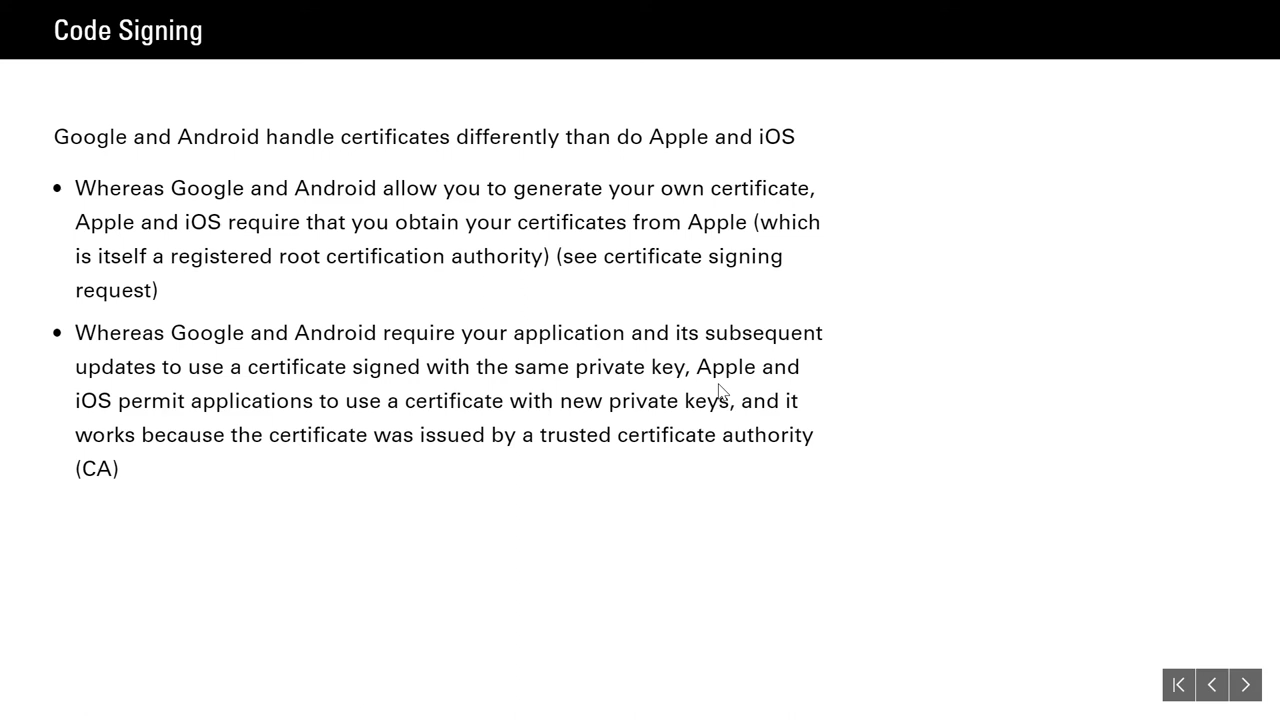 Code Signing
Google and Android handle certificates differently than do Apple and iOS
• Whereas Google and Android allow you to generate your own certificate,
Apple and iOS require that you obtain your certificates from Apple (which
is itself a registered root certification authority) (see certificate signing
request)
• Whereas Google and Android require your application and its subsequent
updates to use a certificate signed with the same private key, Apple and
iOS permit applications to use a certificate with new private keys, and it
works because the certificate was issued by a trusted certificate authority
(CA)